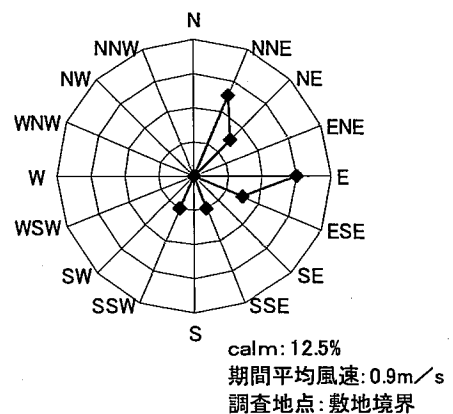 N
NNW
NNE
NW
NE
WNW
ENE
W
E
WSW
ESE
SW
SE
SSW
SSE
S
calm: 12.5%
期間平均風速: 0.9m/s
調査地点: 敷地境界